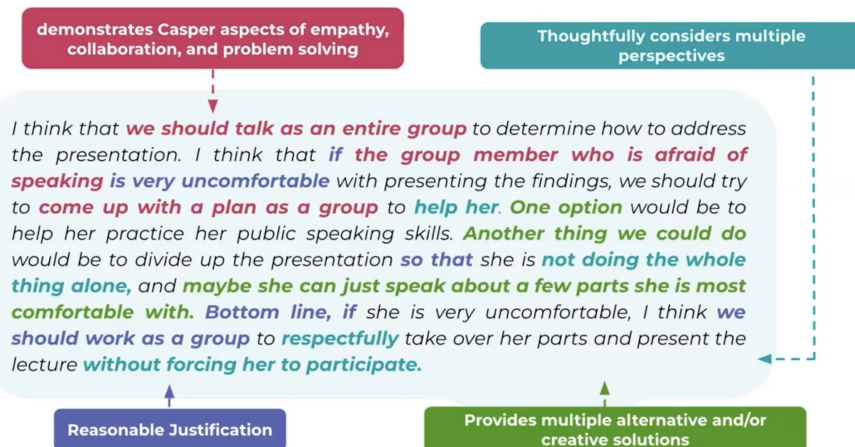 demonstrates Casper aspects of empathy,
collaboration, and problem solving
Thoughtfully considers multiple
perspectives
I think that we should talk as an entire group to determine how to address
the presentation. I think that if the group member who is afraid of
speaking is very uncomfortable with presenting the findings, we should try
to come up with a plan as a group to help her. One option would be to
help her practice her public speaking skills. Another thing we could do
would be to divide up the presentation so that she is not doing the whole
thing alone, and maybe she can just speak about a few parts she is most
comfortable with. Bottom line, if she is very uncomfortable, I think we
should work as a group to respectfully take over her parts and present the
lecture without forcing her to participate.
Reasonable Justification
Provides multiple alternative and/or
creative solutions